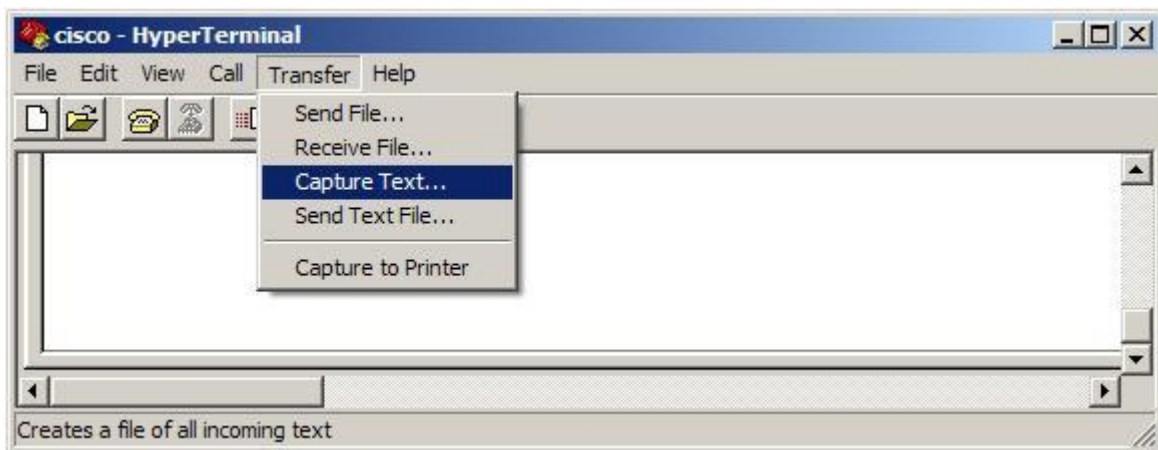 cisco - HyperTerminal
File Edit View Call Transfer Help
Send File...
Receive File...
Capture Text...
Send Text File...
Capture to Printer
Creates a file of all incoming text